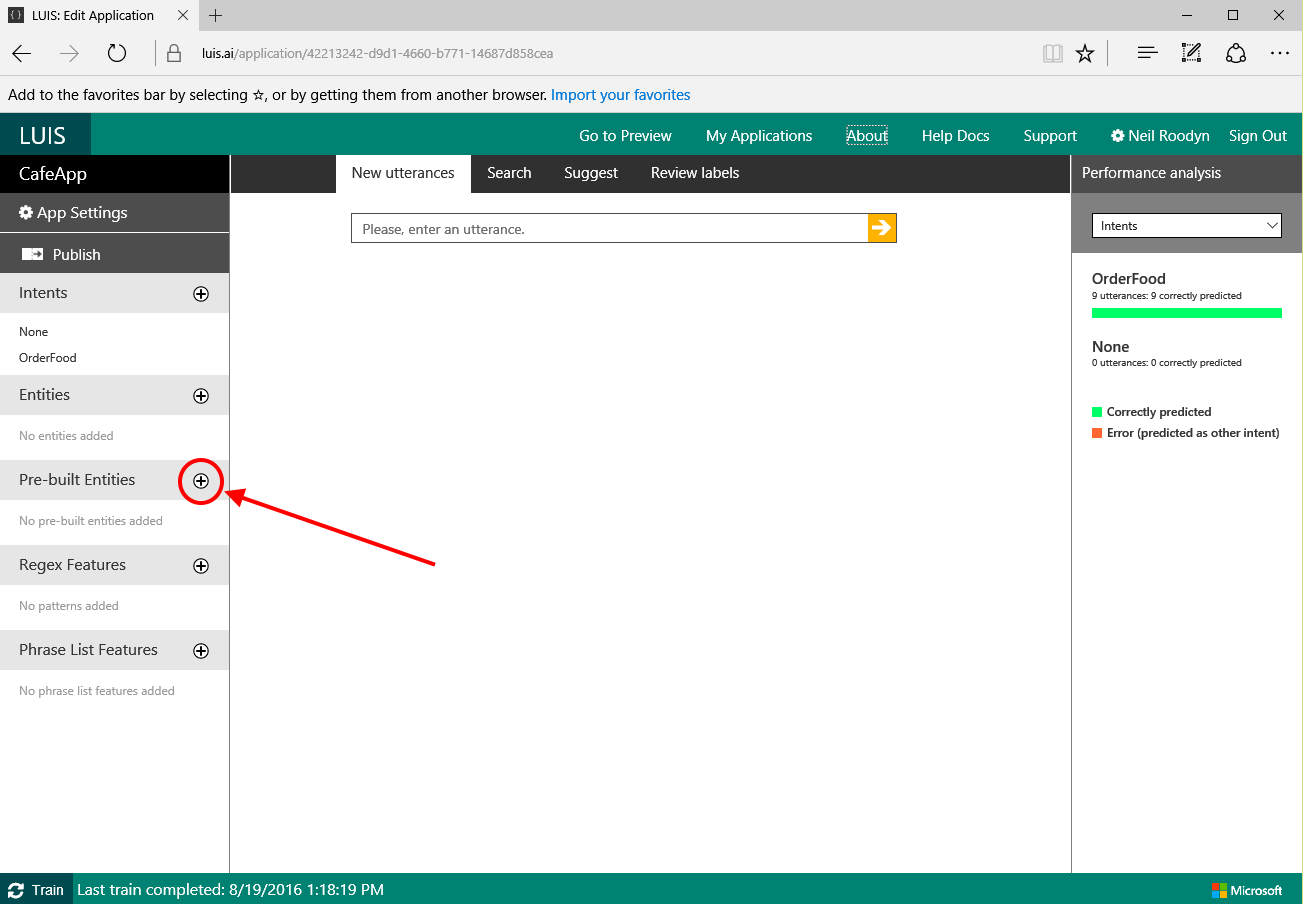 LUIS: Edit Application
luis.ai/application/42213242-d9d1-4660-b771-14687d858cea
Add to the favorites bar by selecting ☆, or by getting them from another browser. Import your favorites
LUIS
Go to Preview
My Applications
About
Help Docs
Support
Neil Roodyn
Sign Out
CafeApp
App Settings
Publish
Intents
None
OrderFood
Entities
No entities added
Pre-built Entities
No pre-built entities added
Regex Features
No patterns added
Phrase List Features
No phrase list features added
New utterances
Search
Suggest
Review labels
Please, enter an utterance.
Performance analysis
Intents
OrderFood
9 utterances: 9 correctly predicted
None
0 utterances: 0 correctly predicted
Correctly predicted
Error (predicted as other intent)
Train
Last train completed: 8/19/2016 1:18:19 PM
Microsoft